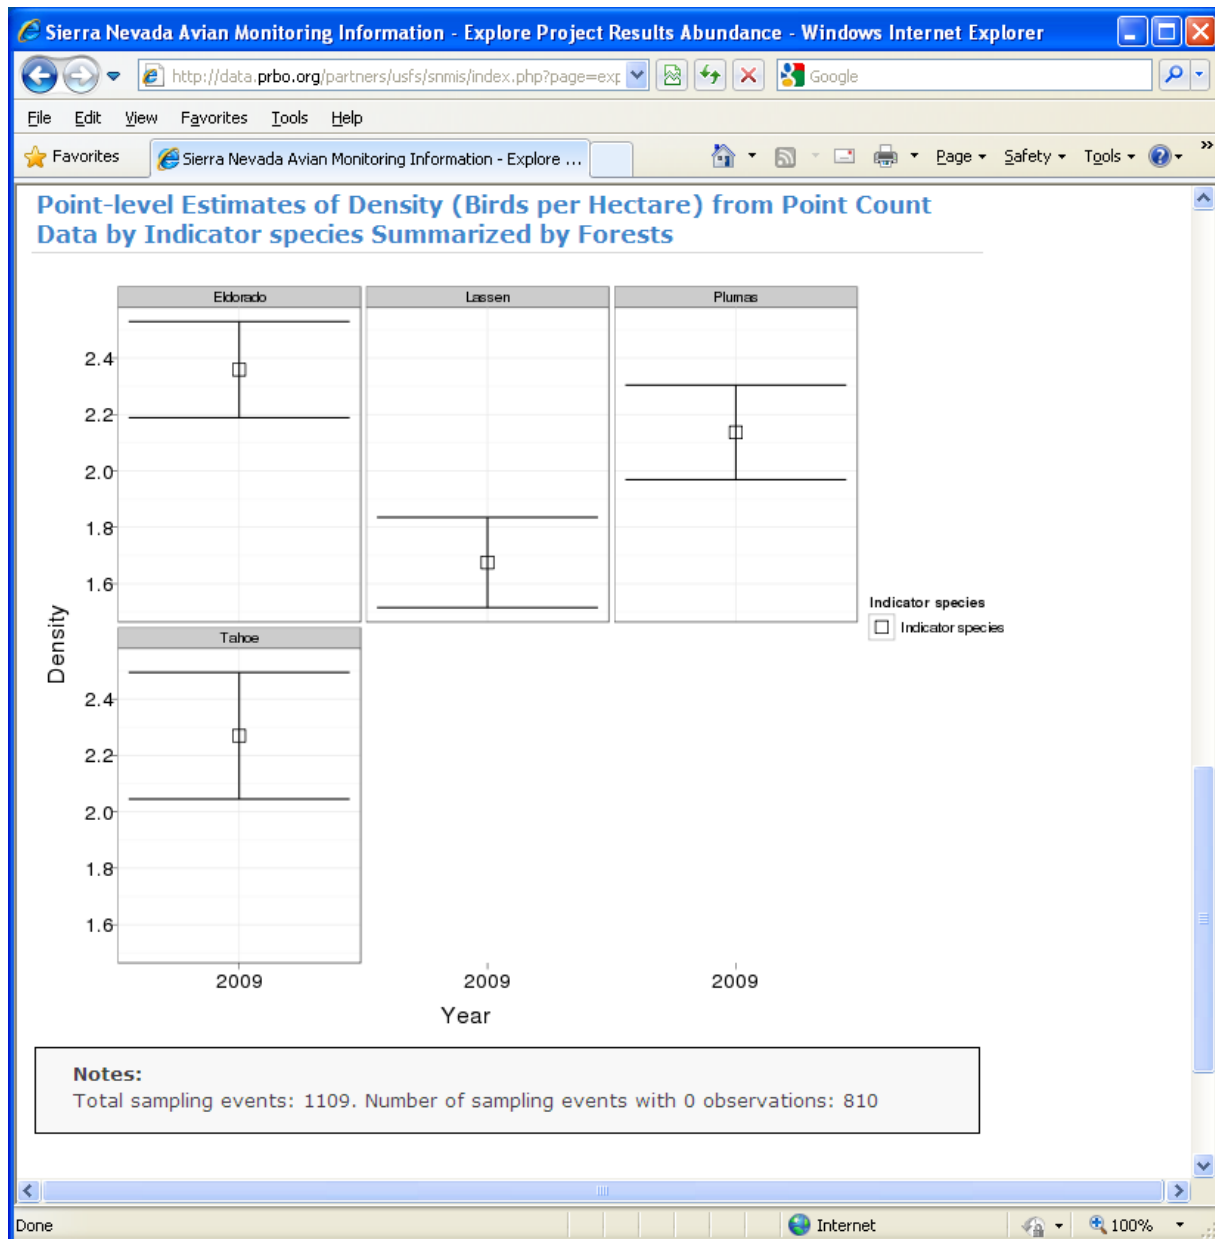 Sierra Nevada Avian Monitoring Information - Explore Project Results Abundance - Windows Internet Explorer
http://data.prbo.org/partners/usfs/snmis/index.php?page=exp
Google
File Edit View Favorites Tools Help
Favorites
Sierra Nevada Avian Monitoring Information - Explore ...
Page Safety Tools »
Point-level Estimates of Density (Birds per Hectare) from Point Count
Data by Indicator species Summarized by Forests
Eldorado Lassen Plumas
2.4
2.2
2.0
1.8
1.6
Density
Indicator species
Indicator species
Tahoe
2.4
2.2
2.0
1.8
1.6
2009 2009 2009
Year
Notes:
Total sampling events: 1109. Number of sampling events with 0 observations: 810
Done Internet 100%